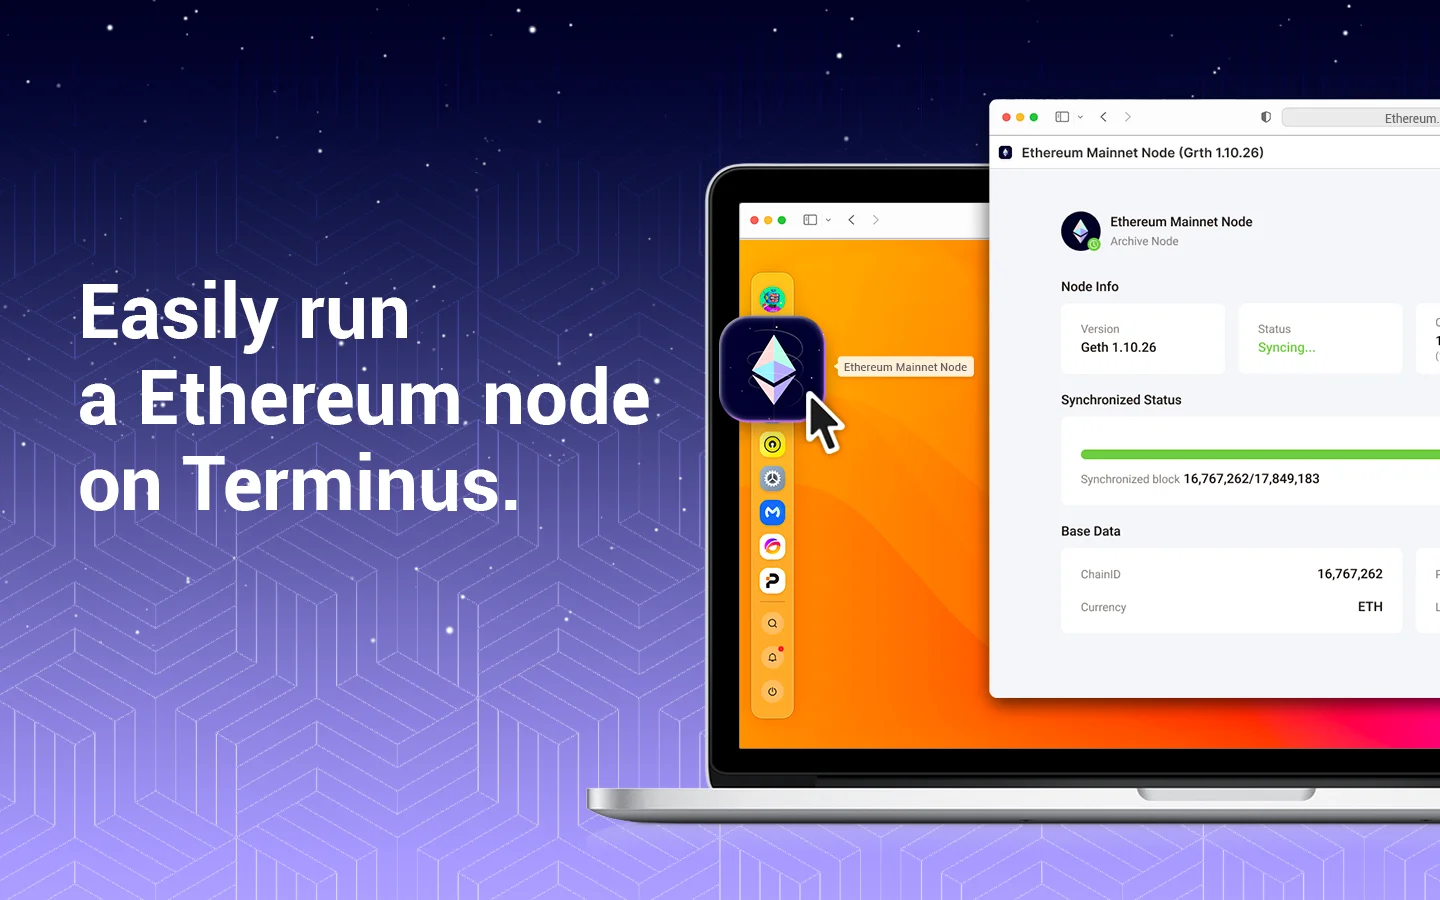 Easily run
a Ethereum node
on Terminus.
Ethereum Mainnet Node
Ethereum.
Ethereum Mainnet Node (Grth 1.10.26)
Ethereum Mainnet Node
Archive Node
Node Info
Version
Geth 1.10.26
Status
Syncing...
Synchronized Status
Synchronized block 16,767,262/17,849,183
Base Data
ChainID 16,767,262
Currency ETH